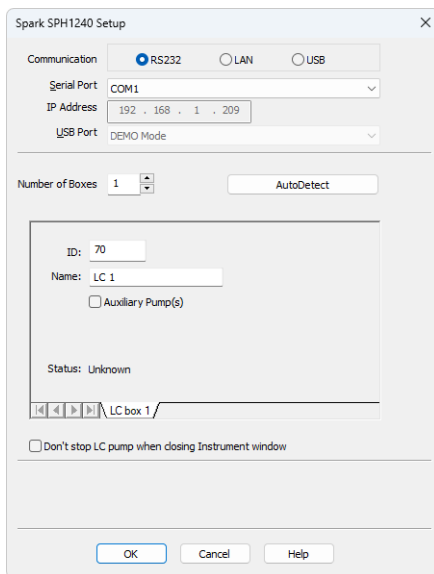 Spark SPH1240 Setup
Communication RS232 LAN USB
Serial Port COM1
IP Address 192 . 168 . 1 . 209
USB Port DEMO Mode
Number of Boxes 1 AutoDetect
ID: 70
Name: LC 1
Auxiliary Pump(s)
Status: Unknown
LC box 1
Don't stop LC pump when closing Instrument window
OK Cancel Help